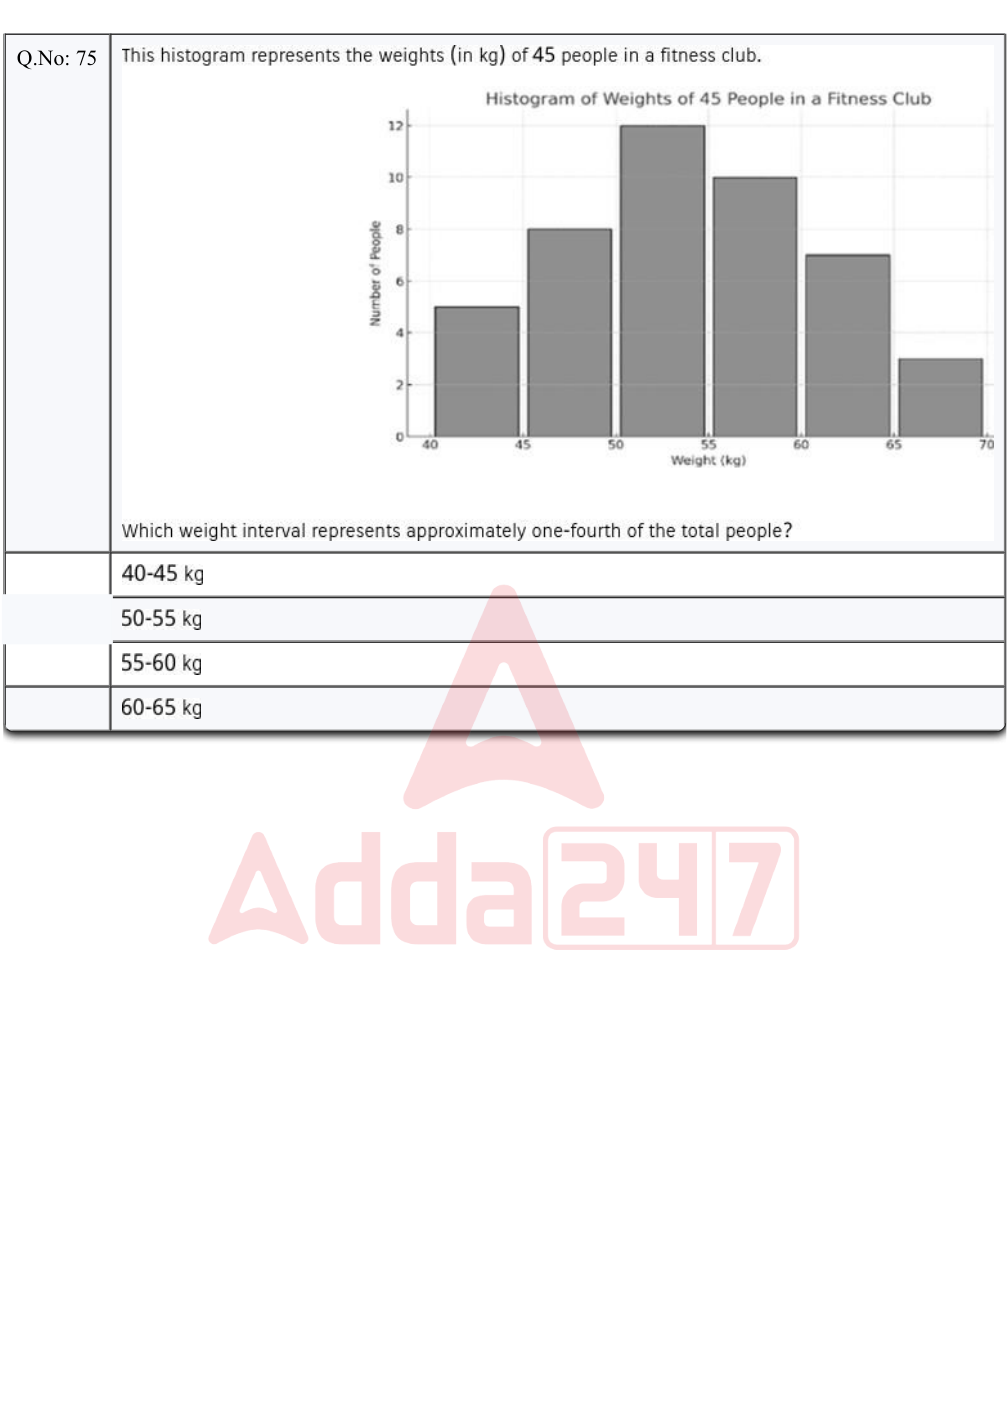 Q.No: 75
This histogram represents the weights (in kg) of 45 people in a fitness club.
Histogram of Weights of 45 People in a Fitness Club
12
10
8
6
4
2
0
Number of People
40 45 50 55 60 65 70
Weight (kg)
Which weight interval represents approximately one-fourth of the total people?
40-45 kg
50-55 kg
55-60 kg
60-65 kg
Adda247